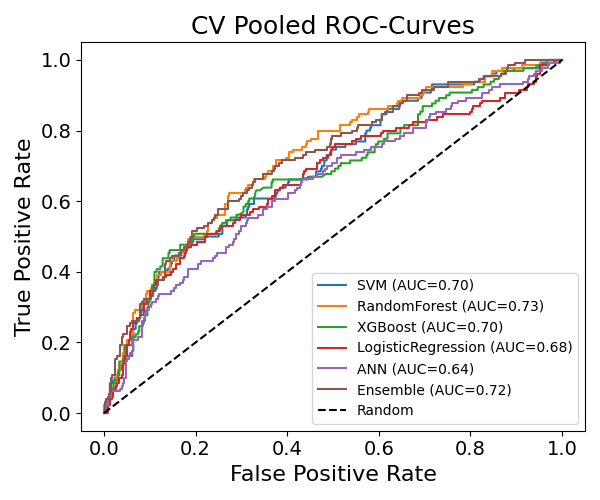 CV Pooled ROC-Curves
True Positive Rate
1.0
0.8
0.6
0.4
0.2
0.0
SVM (AUC=0.70)
RandomForest (AUC=0.73)
XGBoost (AUC=0.70)
LogisticRegression (AUC=0.68)
ANN (AUC=0.64)
Ensemble (AUC=0.72)
Random
0.0 0.2 0.4 0.6 0.8 1.0
False Positive Rate